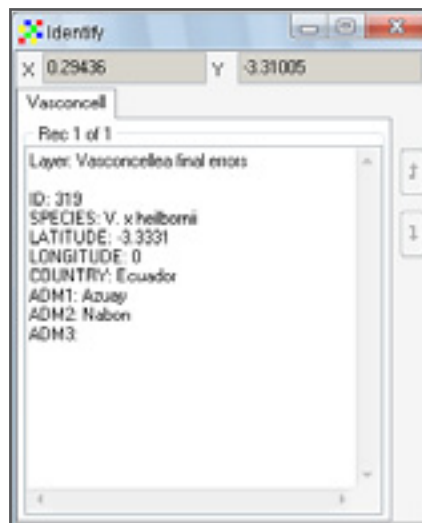 Identify
X 0.29436 Y -3.31005
Vasconcell
Rec 1 of 1
Layer: Vasconcellea final errors
ID: 319
SPECIES: V. x heilbornii
LATITUDE: -3.3331
LONGITUDE: 0
COUNTRY: Ecuador
ADM1: Azuay
ADM2: Nabon
ADM3: